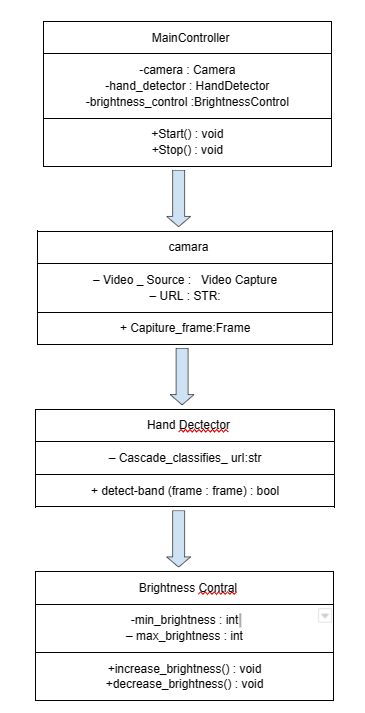 MainController
-camera : Camera
-hand_detector : HandDetector
-brightness_control :BrightnessControl
+Start() : void
+Stop() : void
camara
– Video _ Source : Video Capture
– URL : STR:
+ Capiture_frame:Frame
Hand Dectector
– Cascade_classifies_ url:str
+ detect-band (frame : frame) : bool
Brightness Contral
-min_brightness : int
– max_brightness : int
+increase_brightness() : void
+decrease_brightness() : void